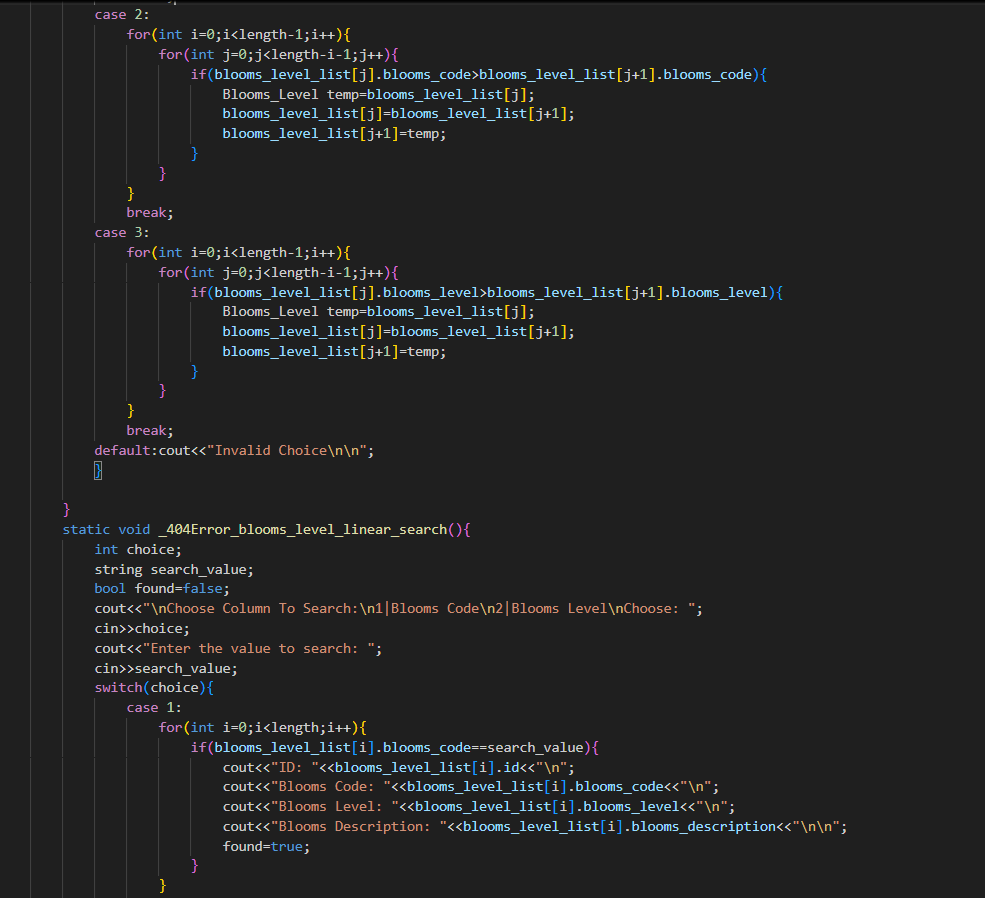 case 2:
for(int i=0;i<length-1;i++){
for(int j=0;j<length-i-1;j++){
if(blooms_level_list[j].blooms_code>blooms_level_list[j+1].blooms_code){
Blooms_Level temp=blooms_level_list[j];
blooms_level_list[j]=blooms_level_list[j+1];
blooms_level_list[j+1]=temp;
}
}
}
break;
case 3:
for(int i=0;i<length-1;i++){
for(int j=0;j<length-i-1;j++){
if(blooms_level_list[j].blooms_level>blooms_level_list[j+1].blooms_level){
Blooms_Level temp=blooms_level_list[j];
blooms_level_list[j]=blooms_level_list[j+1];
blooms_level_list[j+1]=temp;
}
}
}
break;
default:cout<<"Invalid Choice\n\n";
}
}
static void _404Error_blooms_level_linear_search(){
int choice;
string search_value;
bool found=false;
cout<<"\nChoose Column To Search:\n1|Blooms Code\n2|Blooms Level\nChoose: ";
cin>>choice;
cout<<"Enter the value to search: ";
cin>>search_value;
switch(choice){
case 1:
for(int i=0;i<length;i++){
if(blooms_level_list[i].blooms_code==search_value){
cout<<"ID: "<<blooms_level_list[i].id<<"\n";
cout<<"Blooms Code: "<<blooms_level_list[i].blooms_code<<"\n";
cout<<"Blooms Level: "<<blooms_level_list[i].blooms_level<<"\n";
cout<<"Blooms Description: "<<blooms_level_list[i].blooms_description<<"\n\n";
found=true;
}
}